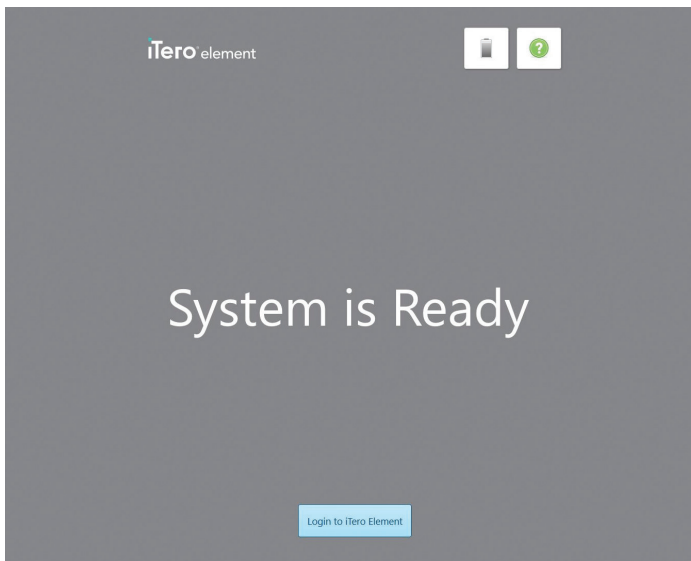 iTero element
?
System is Ready
Login to iTero Element